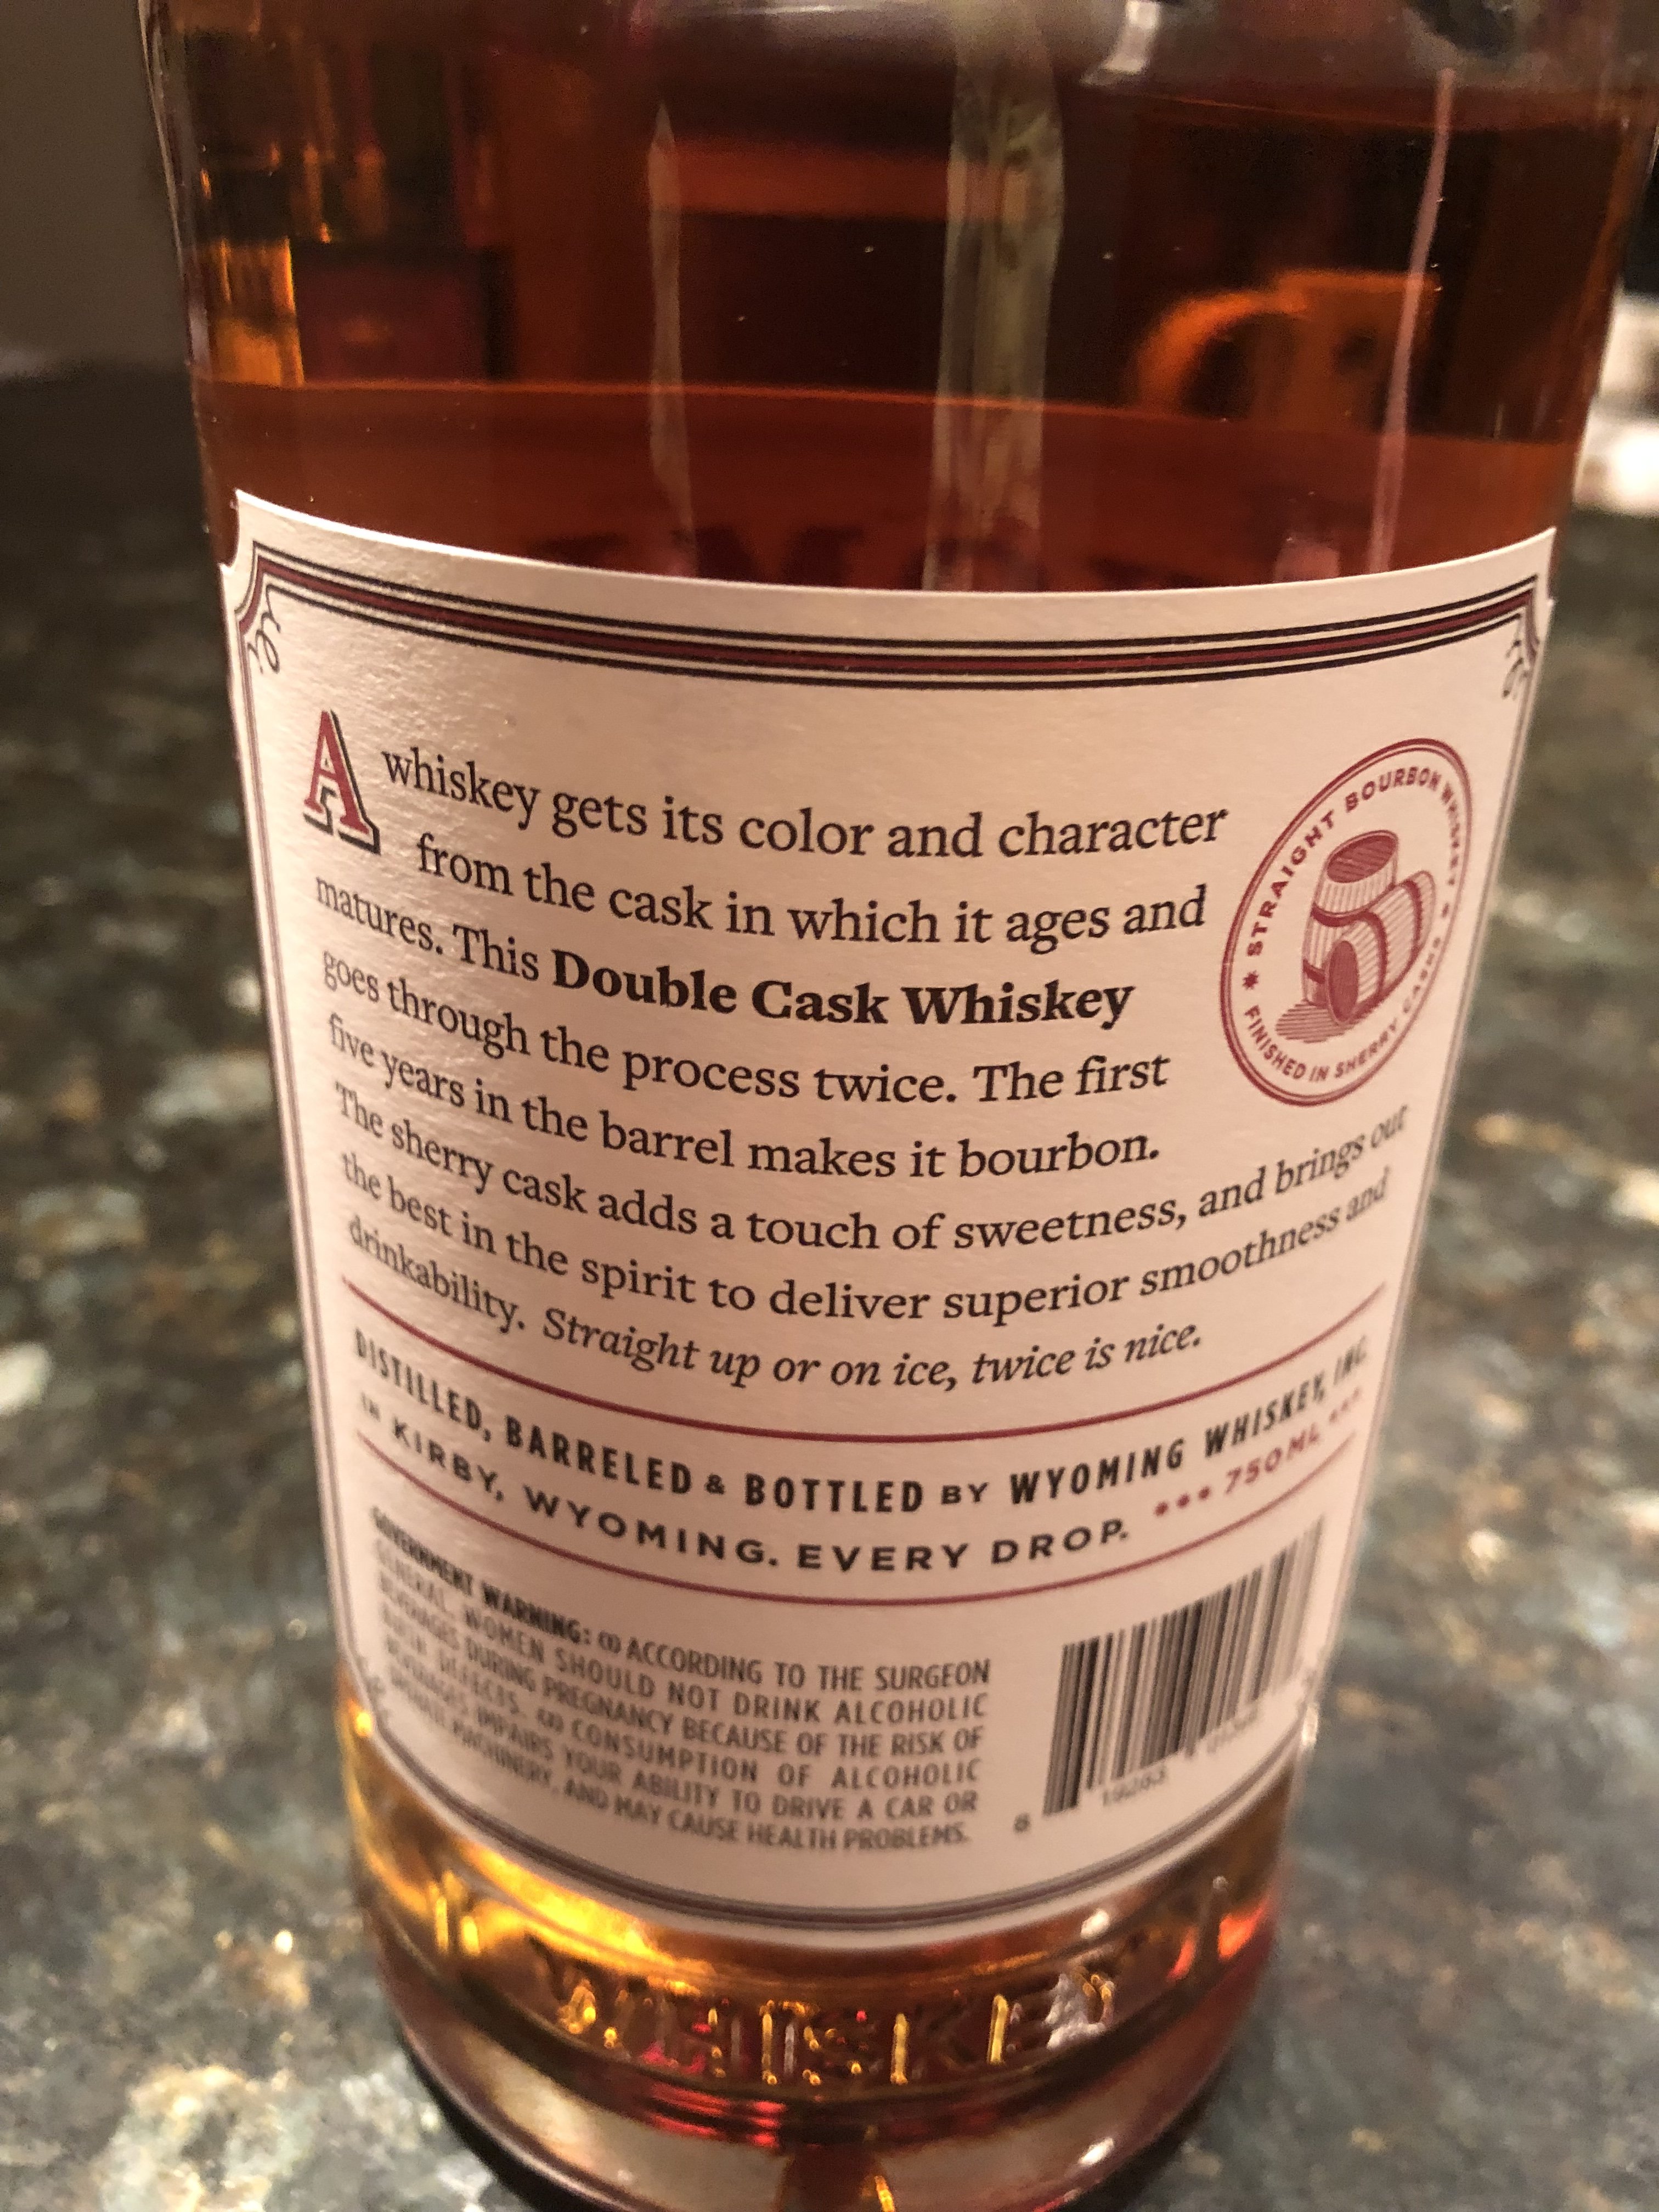 A whiskey gets its color and character
from the cask in which it ages and
matures. This Double Cask Whiskey
goes through the process twice. The first
five years in the barrel makes it bourbon.
The sherry cask adds a touch of sweetness, and brings out
the best in the spirit to deliver superior smoothness and
drinkability. Straight up or on ice, twice is nice.
* STRAIGHT BOURBON WHISKEY *
FINISHED IN SHERRY CASKS
DISTILLED, BARRELED & BOTTLED BY WYOMING WHISKEY, INC.
IN KIRBY, WYOMING. EVERY DROP. ••• 750ML •••
GOVERNMENT WARNING: (1) ACCORDING TO THE SURGEON
GENERAL, WOMEN SHOULD NOT DRINK ALCOHOLIC
BEVERAGES DURING PREGNANCY BECAUSE OF THE RISK OF
BIRTH DEFECTS. (2) CONSUMPTION OF ALCOHOLIC
BEVERAGES IMPAIRS YOUR ABILITY TO DRIVE A CAR OR
OPERATE MACHINERY, AND MAY CAUSE HEALTH PROBLEMS.
8
WHISKEY